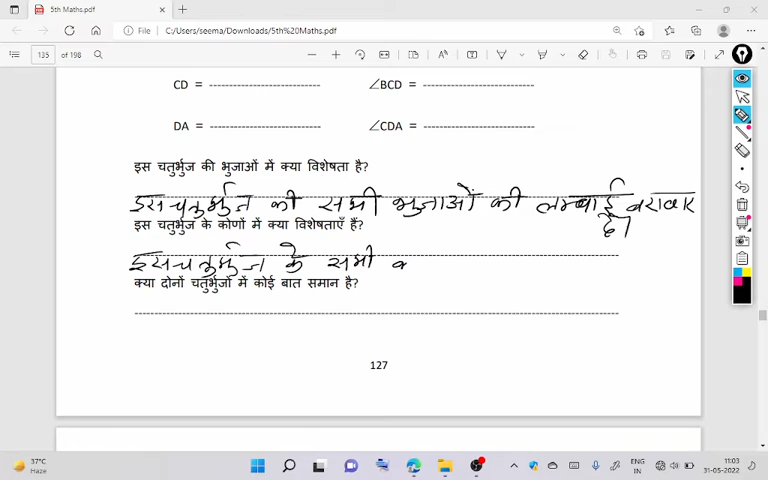 5th Maths.pdf
File C:/Users/seema/Downloads/5th%20Maths.pdf
135 of 198
CD = -------------------------- ∠BCD = --------------------------
DA = -------------------------- ∠CDA = --------------------------
इस चतुर्भुज की भुजाओं में क्या विशेषता है?
इस चतुर्भुज की सभी भुजाओं की लम्बाई बराबर
है।
इस चतुर्भुज के कोणों में क्या विशेषताएँ हैं?
इस चतुर्भुज के सभी व
क्या दोनों चतुर्भुजों में कोई बात समान है?
127
37°C
Haze
ENG
IN
11:03
31-05-2022